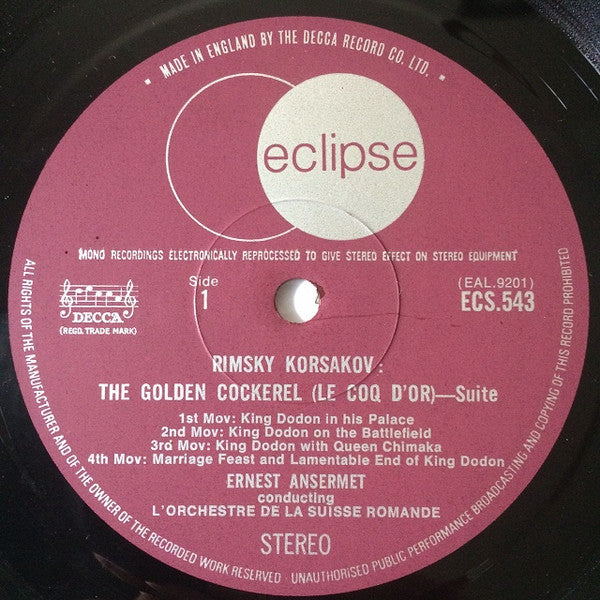 • MADE IN ENGLAND BY THE DECCA RECORD CO. LTD. •
eclipse
MONO RECORDINGS ELECTRONICALLY REPROCESSED TO GIVE STEREO EFFECT ON STEREO EQUIPMENT
DECCA
(REGD. TRADE MARK)
Side
1
(EAL.9201)
ECS.543
RIMSKY KORSAKOV:
THE GOLDEN COCKEREL (LE COQ D'OR)—Suite
1st Mov: King Dodon in his Palace
2nd Mov: King Dodon on the Battlefield
3rd Mov: King Dodon with Queen Chimaka
4th Mov: Marriage Feast and Lamentable End of King Dodon
ERNEST ANSERMET
conducting
L'ORCHESTRE DE LA SUISSE ROMANDE
STEREO
ALL RIGHTS OF THE MANUFACTURER AND OF THE OWNER OF THE RECORDED WORK RESERVED · UNAUTHORISED PUBLIC PERFORMANCE BROADCASTING AND COPYING OF THIS RECORD PROHIBITED